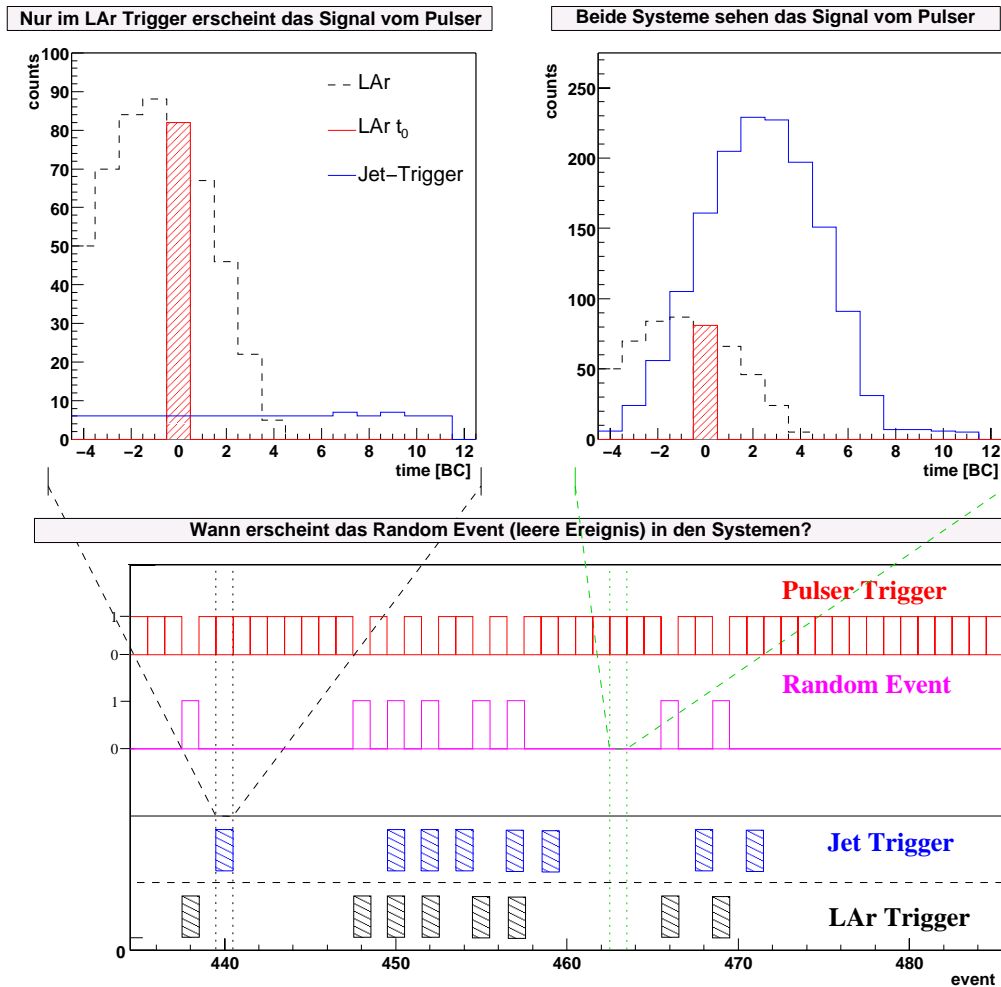 Nur im LAr Trigger erscheint das Signal vom Pulser
counts
100
90
80
70
60
50
40
30
20
10
0
−4 −2 0 2 4 6 8 10 12
time [BC]
LAr
LAr t0
Jet−Trigger
Beide Systeme sehen das Signal vom Pulser
counts
250
200
150
100
50
0
−4 −2 0 2 4 6 8 10 12
time [BC]
Wann erscheint das Random Event (leere Ereignis) in den Systemen?
Pulser Trigger
1
0
Random Event
1
0
Jet Trigger
LAr Trigger
0
440 450 460 470 480
event